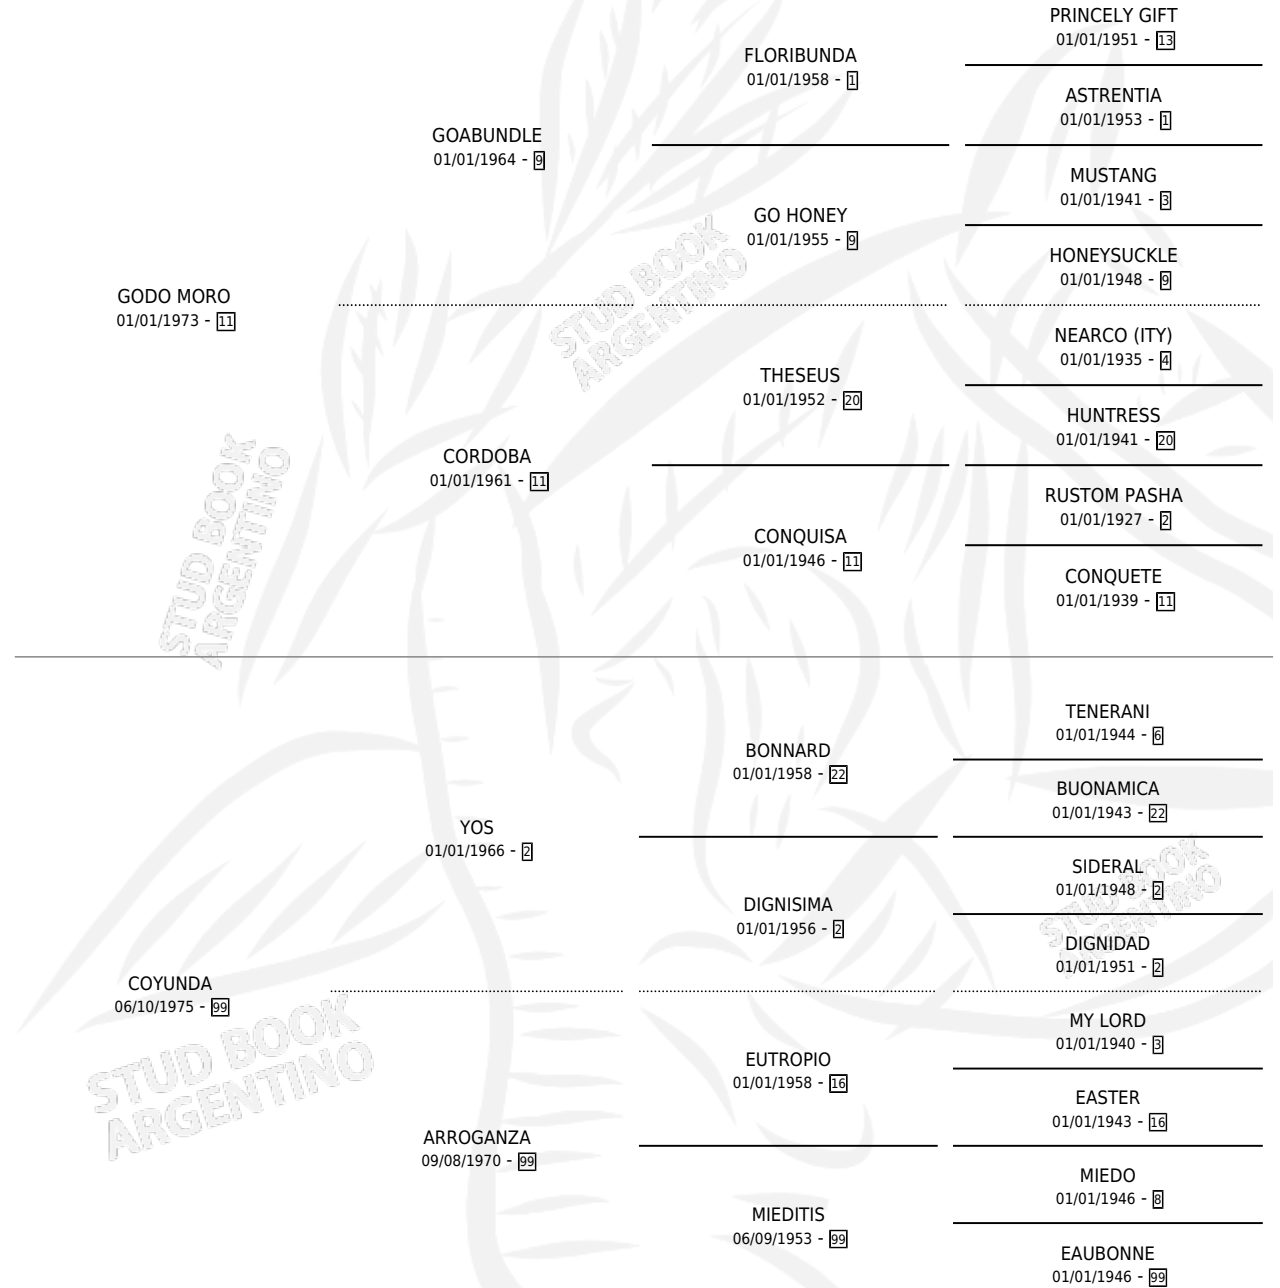 PRINCELY GIFT
01/01/1951 - 13
FLORIBUNDA
01/01/1958 - 1
ASTRENTIA
01/01/1953 - 1
GOABUNDLE
01/01/1964 - 9
MUSTANG
01/01/1941 - 3
GO HONEY
01/01/1955 - 9
HONEYSUCKLE
01/01/1948 - 9
GODO MORO
01/01/1973 - 11
NEARCO (ITY)
01/01/1935 - 4
THESEUS
01/01/1952 - 20
HUNTRESS
01/01/1941 - 20
CORDOBA
01/01/1961 - 11
RUSTOM PASHA
01/01/1927 - 2
CONQUISA
01/01/1946 - 11
CONQUETE
01/01/1939 - 11
STUD BOOK
ARGENTINO
STUD BOOK
ARGENTINO
TENERANI
01/01/1944 - 6
BONNARD
01/01/1958 - 22
BUONAMICA
01/01/1943 - 22
YOS
01/01/1966 - 2
SIDERAL
01/01/1948 - 2
DIGNISIMA
01/01/1956 - 2
DIGNIDAD
01/01/1951 - 2
STUD BOOK
ARGENTINO
COYUNDA
06/10/1975 - 99
MY LORD
01/01/1940 - 3
EUTROPIO
01/01/1958 - 16
EASTER
01/01/1943 - 16
STUD BOOK
ARGENTINO
ARROGANZA
09/08/1970 - 99
MIEDO
01/01/1946 - 8
MIEDITIS
06/09/1953 - 99
EAUBONNE
01/01/1946 - 99